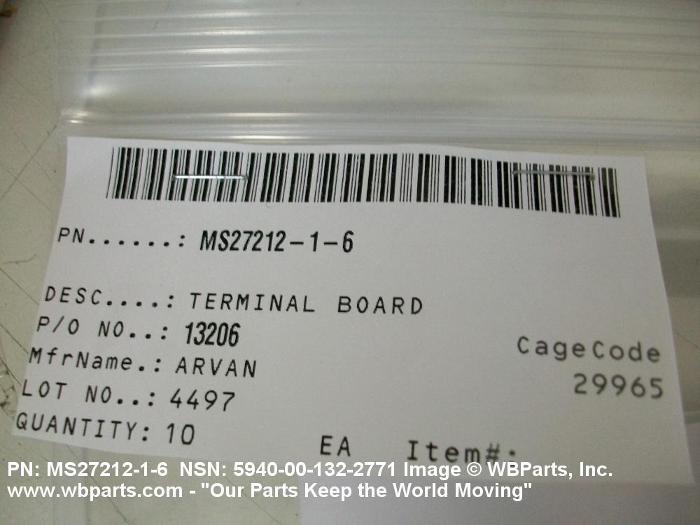 PN......: MS27212-1-6
DESC....: TERMINAL BOARD
P/O NO..: 13206
MfrName.: ARVAN
CageCode
LOT NO..: 4497
29965
QUANTITY: 10 EA Item#.
PN: MS27212-1-6 NSN: 5940-00-132-2771 Image © WBParts, Inc.
www.wbparts.com - "Our Parts Keep the World Moving"